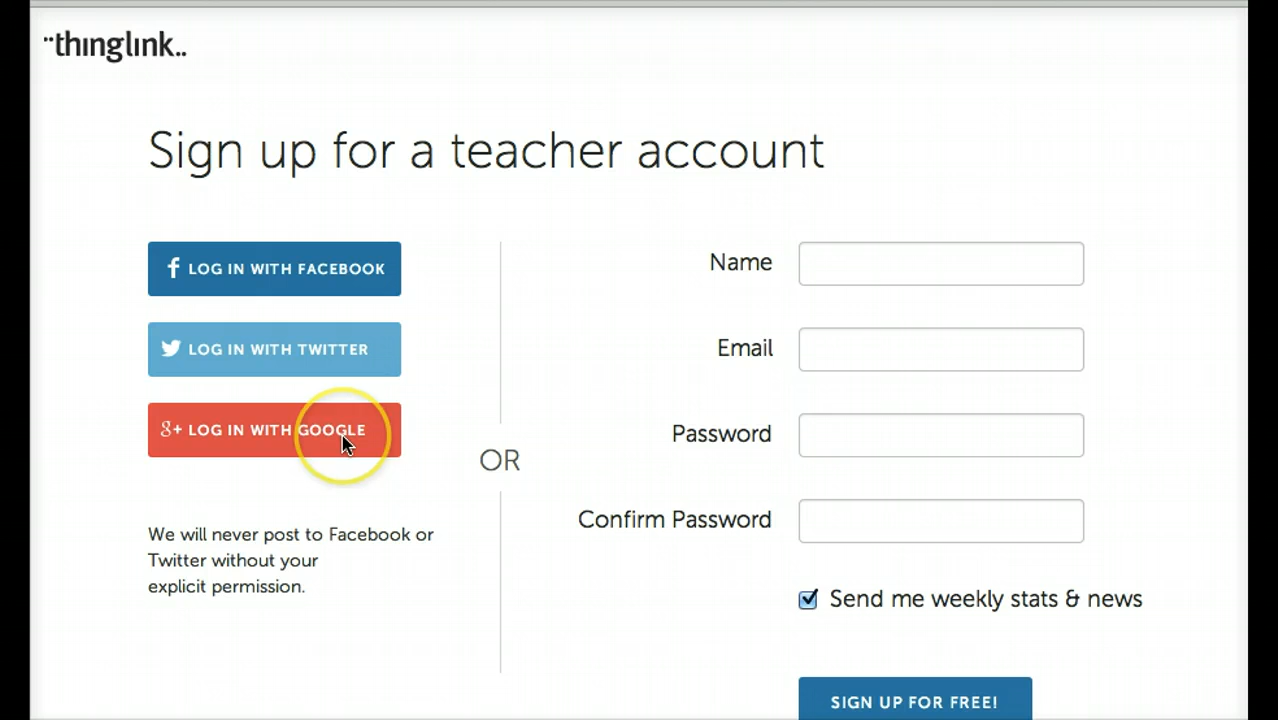 ¨thinglink..
Sign up for a teacher account
f LOG IN WITH FACEBOOK
LOG IN WITH TWITTER
g+ LOG IN WITH GOOGLE
We will never post to Facebook or
Twitter without your
explicit permission.
OR
Name
Email
Password
Confirm Password
Send me weekly stats & news
SIGN UP FOR FREE!